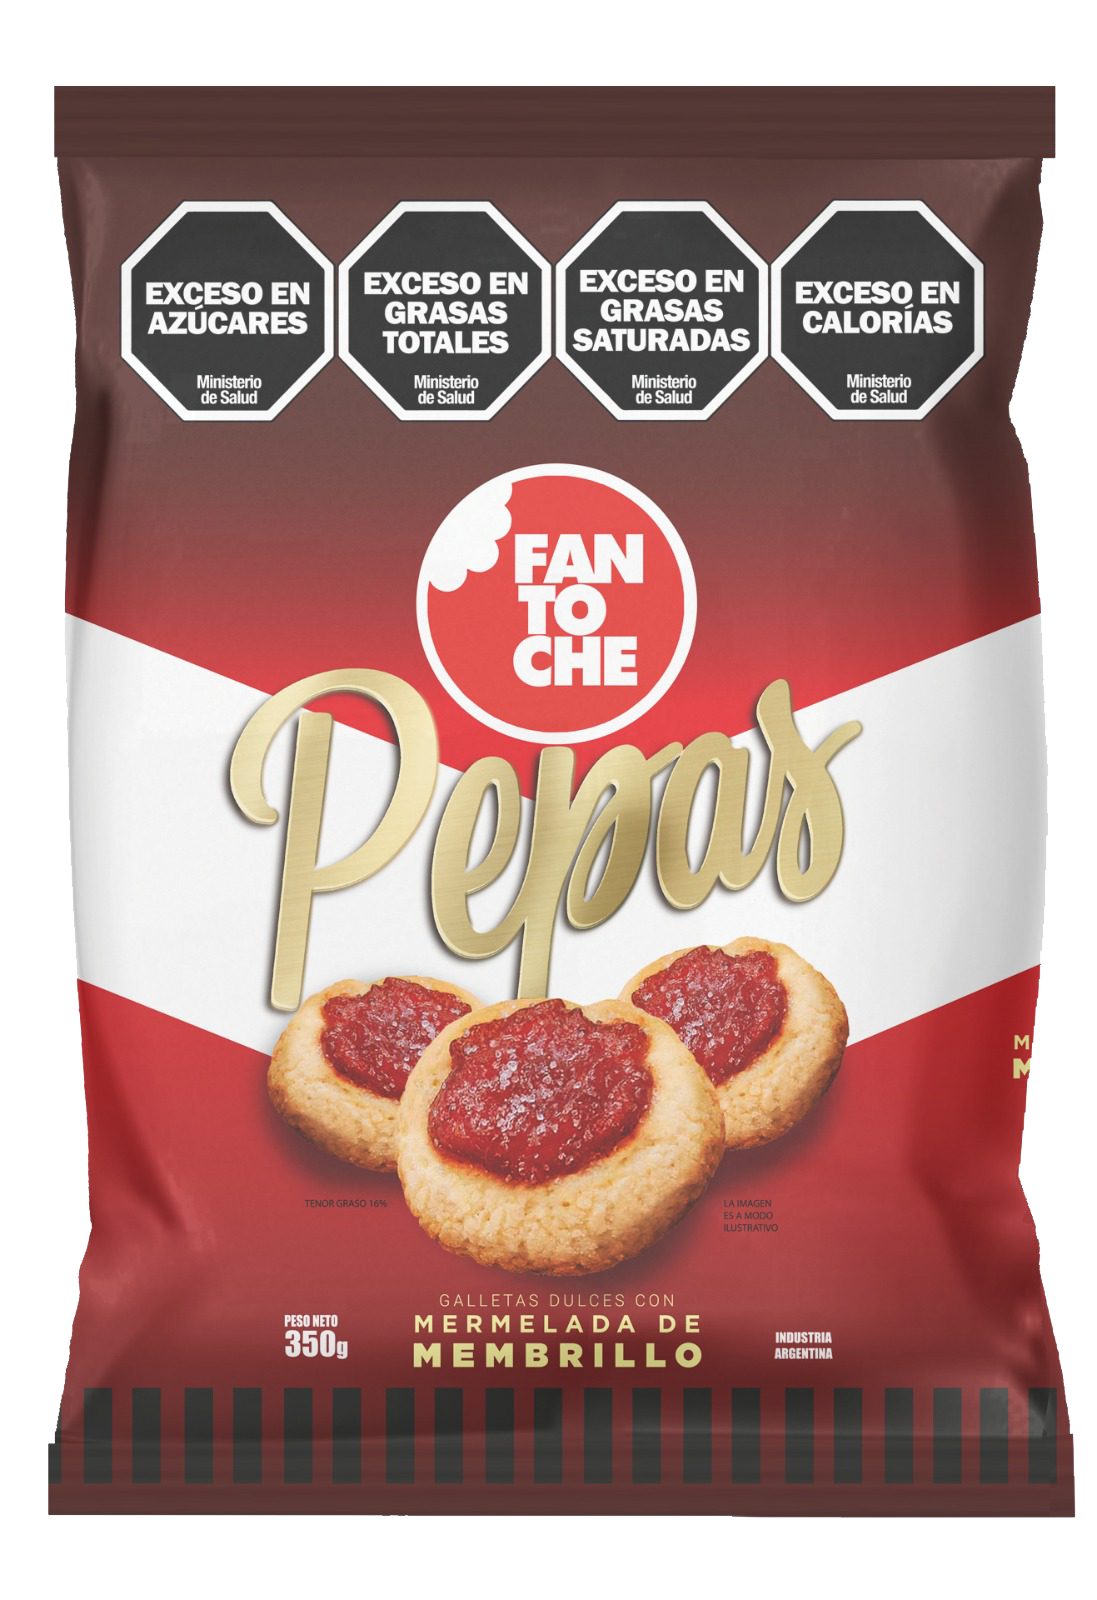 EXCESO EN
AZÚCARES
Ministerio
de Salud
EXCESO EN
GRASAS
TOTALES
Ministerio
de Salud
EXCESO EN
GRASAS
SATURADAS
Ministerio
de Salud
EXCESO EN
CALORÍAS
Ministerio
de Salud
FAN
TO
CHE
Pepas
TENOR GRASO 16%
LA IMAGEN
ES A MODO
ILUSTRATIVO
GALLETAS DULCES CON
MERMELADA DE
MEMBRILLO
PESO NETO
350g
INDUSTRIA
ARGENTINA